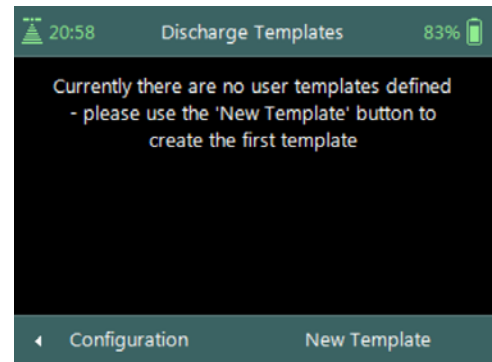 20:58 Discharge Templates 83%
Currently there are no user templates defined
- please use the 'New Template' button to
create the first template
Configuration New Template